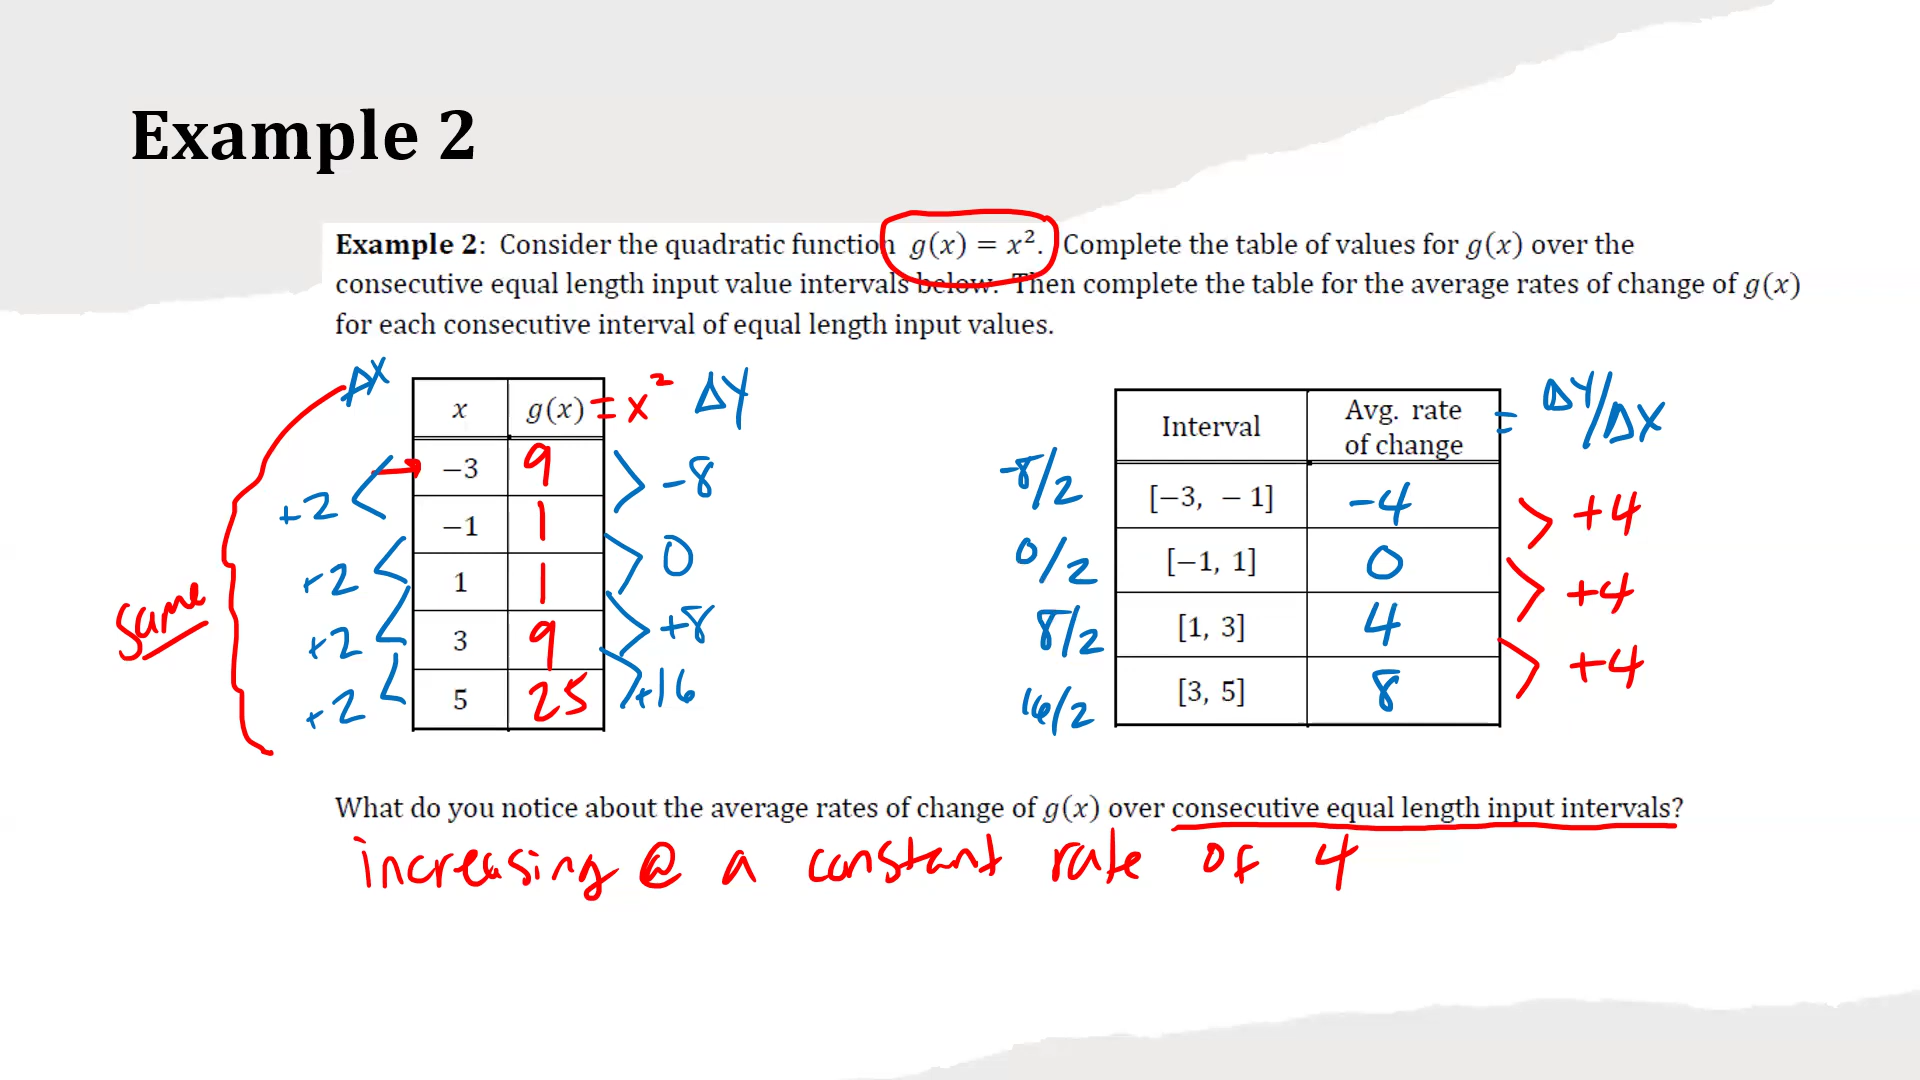 Example 2
Example 2: Consider the quadratic function g(x) = x². Complete the table of values for g(x) over the
consecutive equal length input value intervals below. Then complete the table for the average rates of change of g(x)
for each consecutive interval of equal length input values.
Δx
x g(x) = x² ΔY
-3 9
-1 1
1 1
3 9
5 25
+2
+2
+2
+2
same
-8
0
+8
+16
Interval Avg. rate of change = ΔY/ΔX
-8/2 [−3, −1] -4
0/2 [−1, 1] 0
8/2 [1, 3] 4
16/2 [3, 5] 8
+4
+4
+4
What do you notice about the average rates of change of g(x) over consecutive equal length input intervals?
increasing @ a constant rate of 4